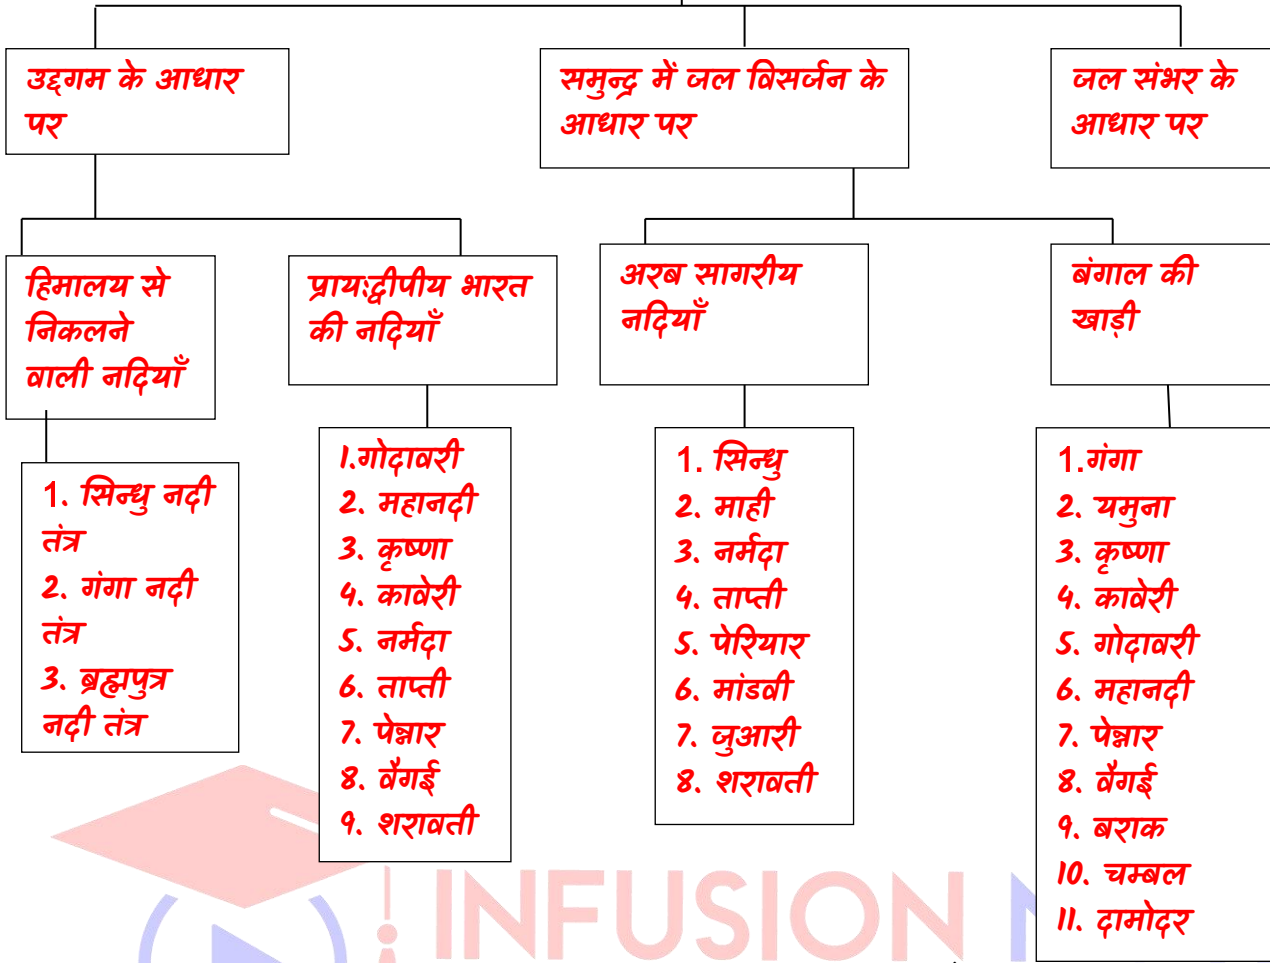 उद्दगम के आधार
पर
समुन्द्र में जल विसर्जन के
आधार पर
जल संभर के
आधार पर
हिमालय से
निकलने
वाली नदियाँ
प्रायःद्वीपीय भारत
की नदियाँ
अरब सागरीय
नदियाँ
बंगाल की
खाड़ी
1. सिन्धु नदी
तंत्र
2. गंगा नदी
तंत्र
3. ब्रह्मपुत्र
नदी तंत्र
1.गोदावरी
2. महानदी
3. कृष्णा
4. कावेरी
5. नर्मदा
6. ताप्ती
7. पेन्नार
8. वैगई
9. शरावती
1. सिन्धु
2. माही
3. नर्मदा
4. ताप्ती
5. पेरियार
6. मांडवी
7. जुआरी
8. शरावती
1.गंगा
2. यमुना
3. कृष्णा
4. कावेरी
5. गोदावरी
6. महानदी
7. पेन्नार
8. वैगई
9. बराक
10. चम्बल
11. दामोदर
INFUSION